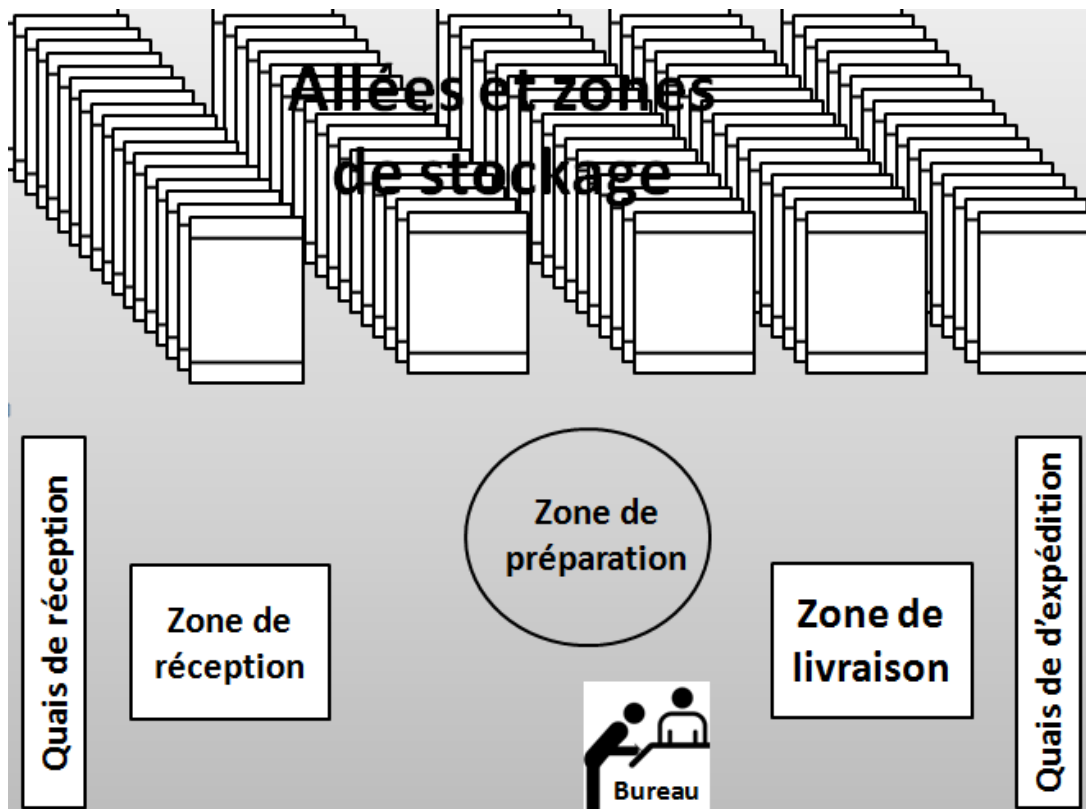 Allées et zones
de stockage
Quais de réception
Zone de
réception
Zone de
préparation
Zone de
livraison
Quais de d'expédition
Bureau